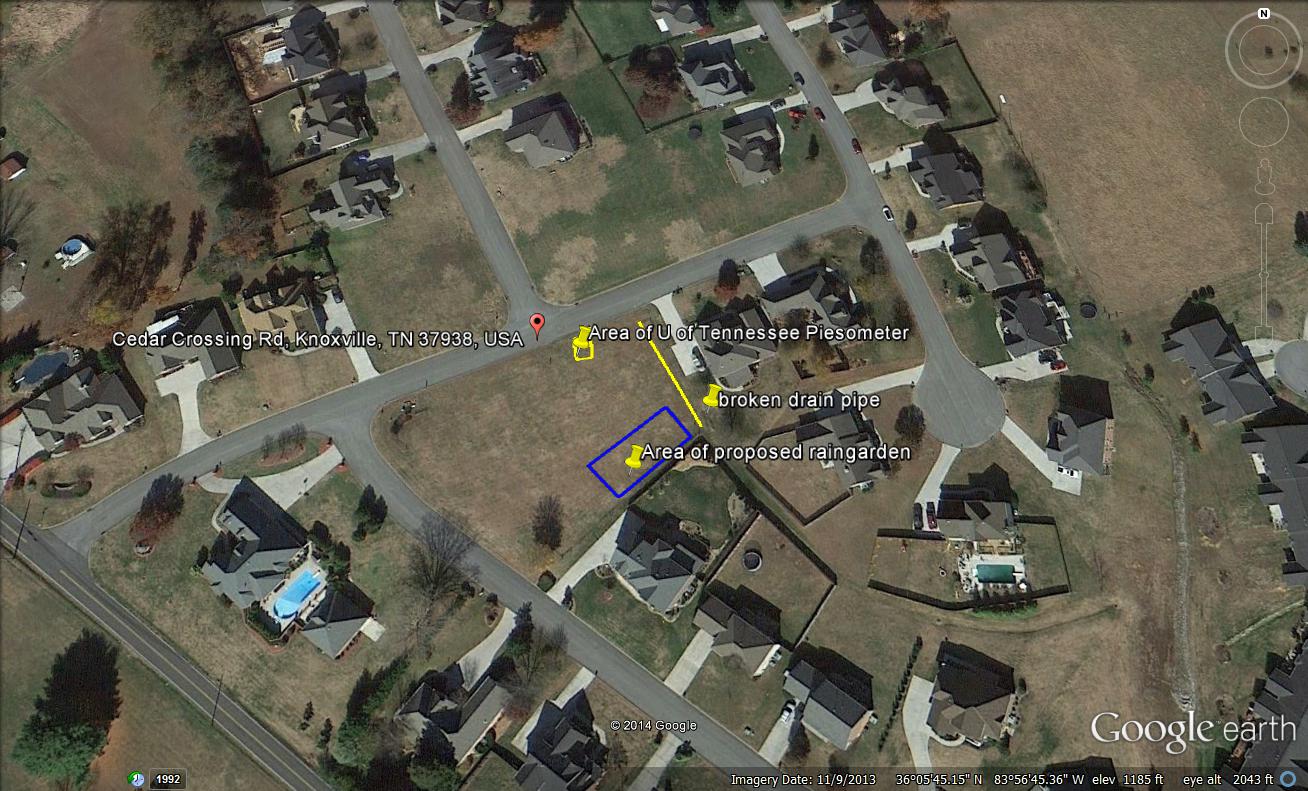 N
Cedar Crossing Rd, Knoxville, TN 37938, USA
Area of U of Tennessee Piesometer
broken drain pipe
Area of proposed raingarden
© 2014 Google
Google earth
1992
Imagery Date: 11/9/2013 36°05'45.15" N 83°56'45.36" W elev 1185 ft eye alt 2043 ft